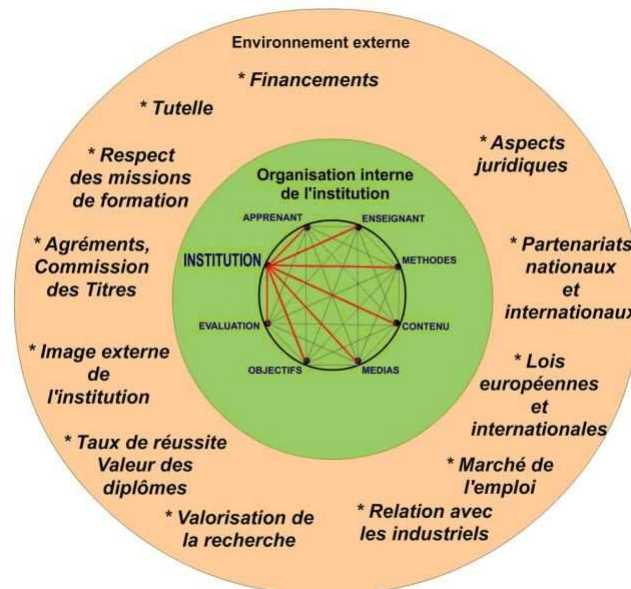 Environnement externe
* Financements
* Tutelle
* Respect
des missions
de formation
* Agréments,
Commission
des Titres
* Image externe
de
l'institution
* Taux de réussite
Valeur des
diplômes
* Valorisation de
la recherche
* Relation avec
les industriels
* Marché de
l'emploi
* Lois
européennes
et
internationales
* Partenariats
nationaux
et
internationaux
* Aspects
juridiques
Organisation interne
de l'institution
APPRENANT
ENSEIGNANT
INSTITUTION
METHODES
EVALUATION
CONTENU
OBJECTIFS
MEDIAS